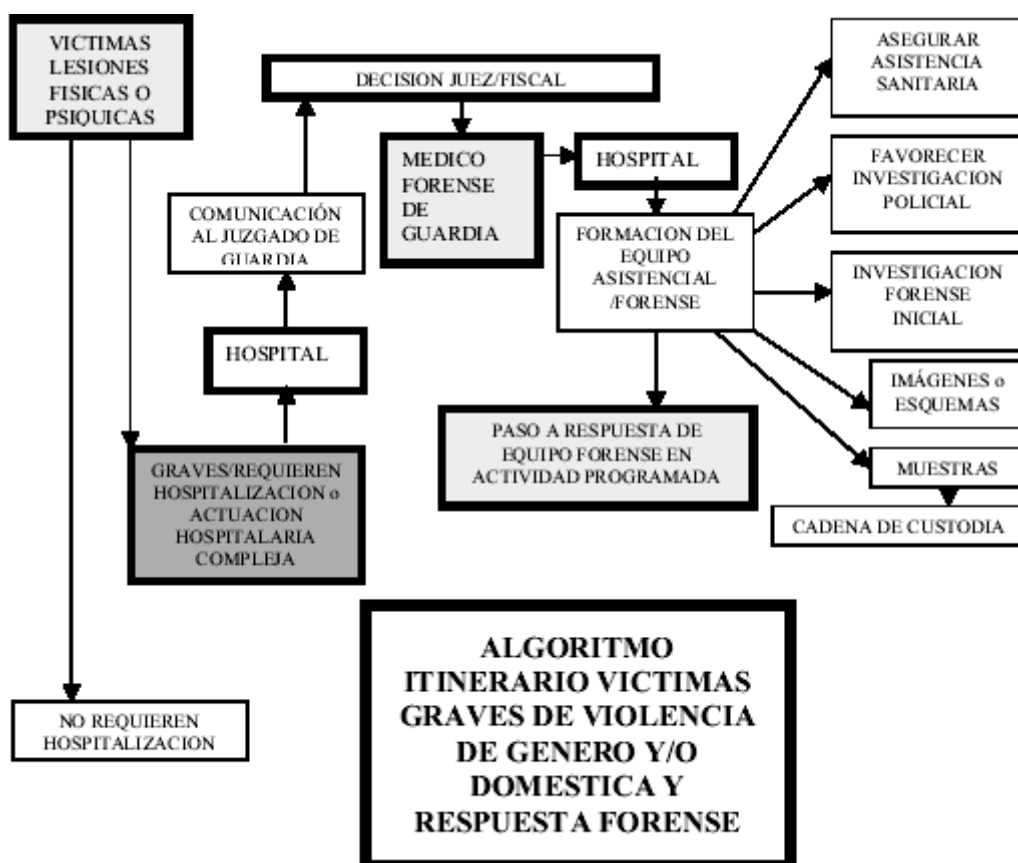 VICTIMAS
LESIONES
FISICAS O
PSIQUICAS
DECISION JUEZ/FISCAL
ASEGURAR
ASISTENCIA
SANITARIA
MEDICO
FORENSE
DE
GUARDIA
HOSPITAL
FAVORECER
INVESTIGACION
POLICIAL
COMUNICACIÓN
AL JUZGADO DE
GUARDIA
FORMACION DEL
EQUIPO
ASISTENCIAL
/FORENSE
INVESTIGACION
FORENSE
INICIAL
HOSPITAL
IMÁGENES o
ESQUEMAS
GRAVES/REQUIEREN
HOSPITALIZACION o
ACTUACION
HOSPITALARIA
COMPLEJA
PASO A RESPUESTA DE
EQUIPO FORENSE EN
ACTIVIDAD PROGRAMADA
MUESTRAS
CADENA DE CUSTODIA
NO REQUIEREN
HOSPITALIZACION
ALGORITMO
ITINERARIO VICTIMAS
GRAVES DE VIOLENCIA
DE GENERO Y/O
DOMESTICA Y
RESPUESTA FORENSE